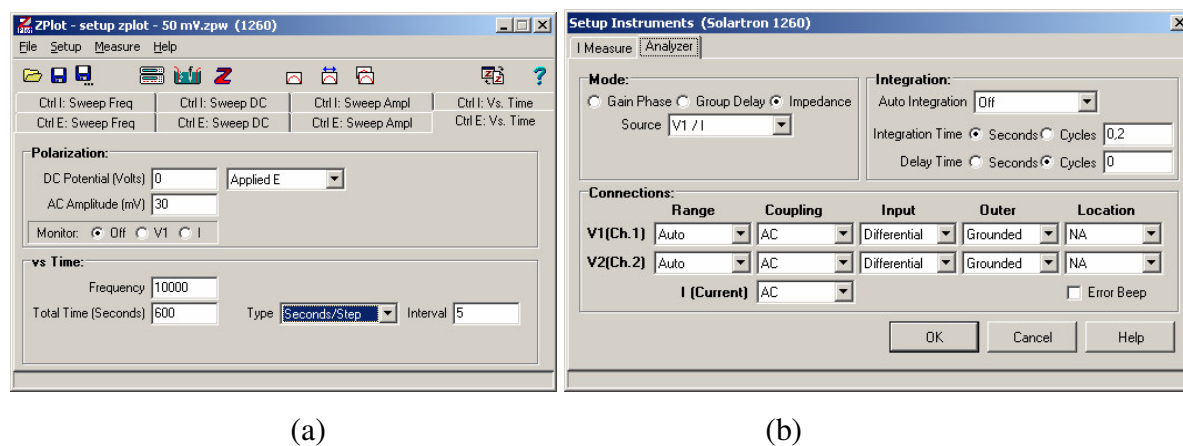 ZPlot - setup zplot - 50 mV.zpw (1260)
File Setup Measure Help
Ctrl I: Sweep Freq Ctrl I: Sweep DC Ctrl I: Sweep Ampl Ctrl I: Vs. Time
Ctrl E: Sweep Freq Ctrl E: Sweep DC Ctrl E: Sweep Ampl Ctrl E: Vs. Time
Polarization:
DC Potential (Volts) 0 Applied E
AC Amplitude (mV) 30
Monitor: Off V1 I
vs Time:
Frequency 10000
Total Time (Seconds) 600 Type Seconds/Step Interval 5
(a)
Setup Instruments (Solartron 1260)
I Measure Analyzer
Mode:
Gain Phase Group Delay Impedance
Source V1 / I
Integration:
Auto Integration Off
Integration Time Seconds Cycles 0,2
Delay Time Seconds Cycles 0
Connections:
Range Coupling Input Outer Location
V1(Ch.1) Auto AC Differential Grounded NA
V2(Ch.2) Auto AC Differential Grounded NA
I (Current) AC Error Beep
OK Cancel Help
(b)